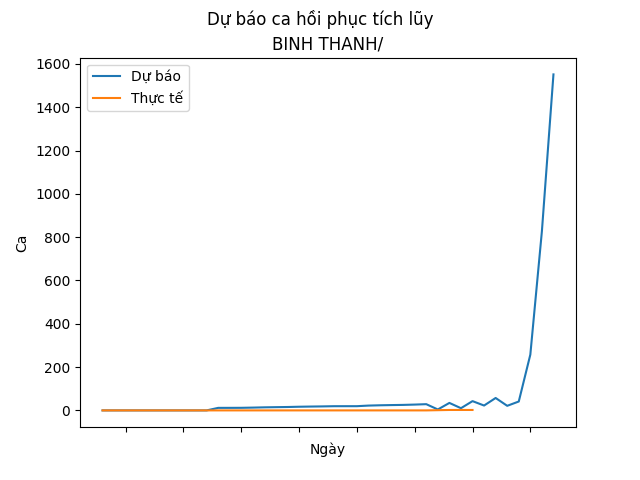 Dự báo ca hồi phục tích lũy
BINH THANH/
Dự báo
Thực tế
1600
1400
1200
1000
800
600
400
200
0
Ca
Ngày